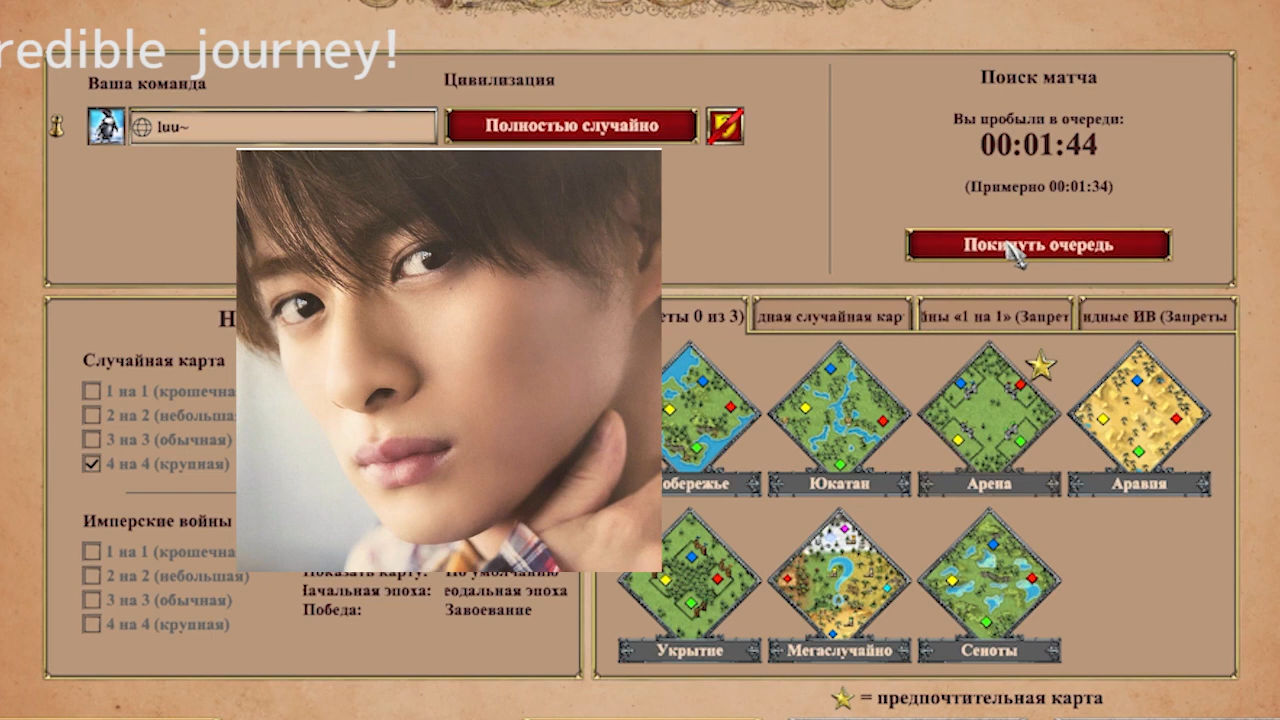 redible journey!
Ваша команда
Цивилизация
Поиск матча
luu~
Полностью случайно
Вы пробыли в очереди:
00:01:44
(Примерно 00:01:34)
Покинуть очередь
Н
еты 0 из 3)
дная случайная кар
йны «1 на 1» (Запрет
ндные ИВ (Запреты
Случайная карта
1 на 1 (крошечна
2 на 2 (небольша
3 на 3 (обычная)
4 на 4 (крупная)
обережье
Юкатан
Арена
Аравия
Имперские войны
1 на 1 (крошечна
2 на 2 (небольшая)
3 на 3 (обычная)
4 на 4 (крупная)
Показать карту:
По умолчанию
Начальная эпоха:
еодальная эпоха
Победа:
Завоевание
Укрытие
Мегаслучайно
Сеноты
= предпочтительная карта